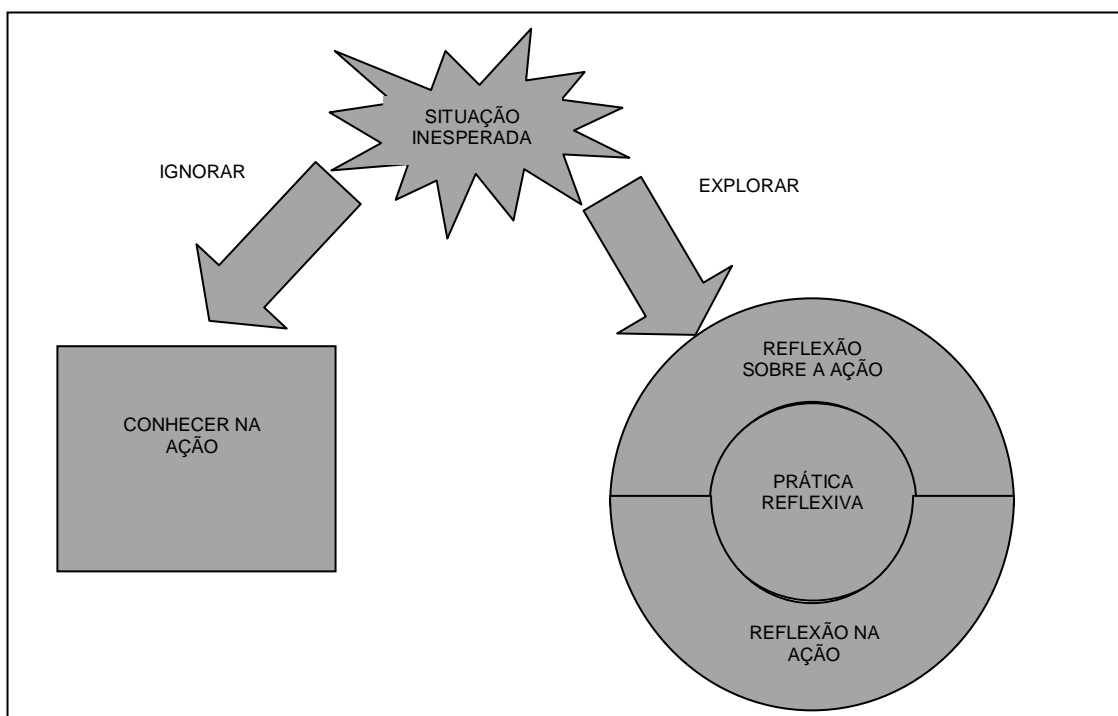 SITUAÇÃO
INESPERADA
IGNORAR
EXPLORAR
CONHECER NA
AÇÃO
REFLEXÃO
SOBRE A AÇÃO
PRÁTICA
REFLEXIVA
REFLEXÃO NA
AÇÃO